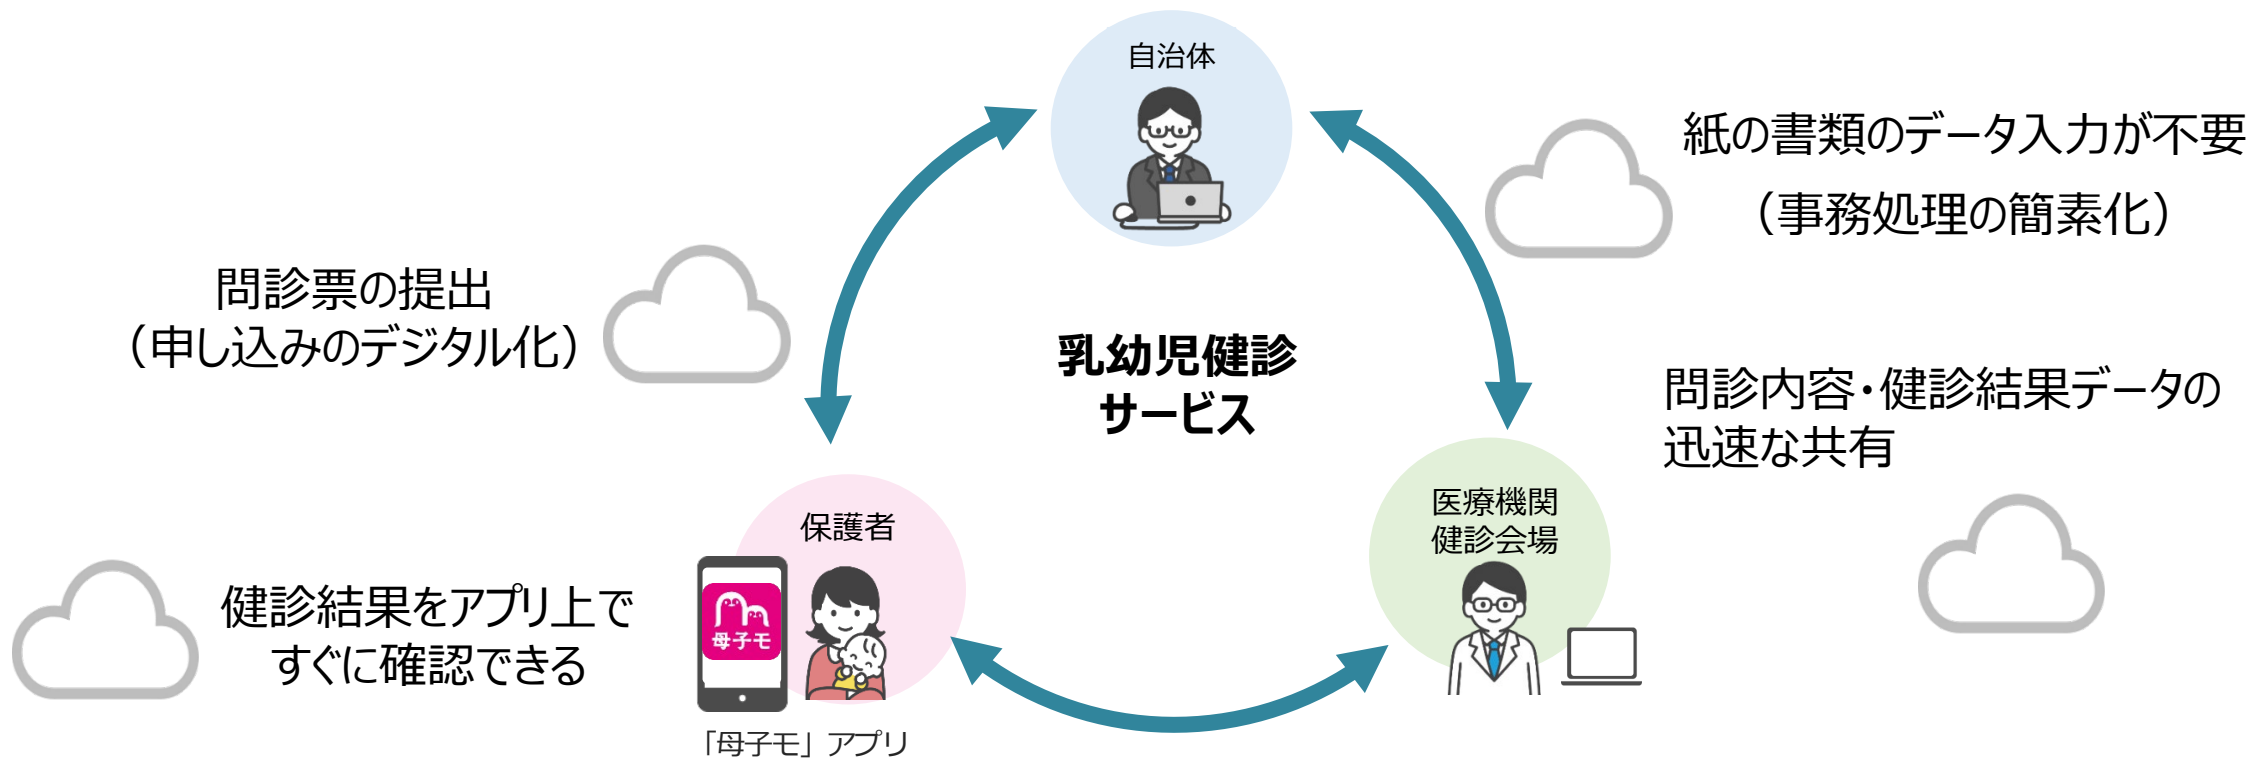 自治体
紙の書類のデータ入力が不要
（事務処理の簡素化）
問診票の提出
（申し込みのデジタル化）
乳幼児健診
サービス
問診内容・健診結果データの
迅速な共有
保護者
医療機関
健診会場
健診結果をアプリ上で
すぐに確認できる
母子モ
「母子モ」アプリ